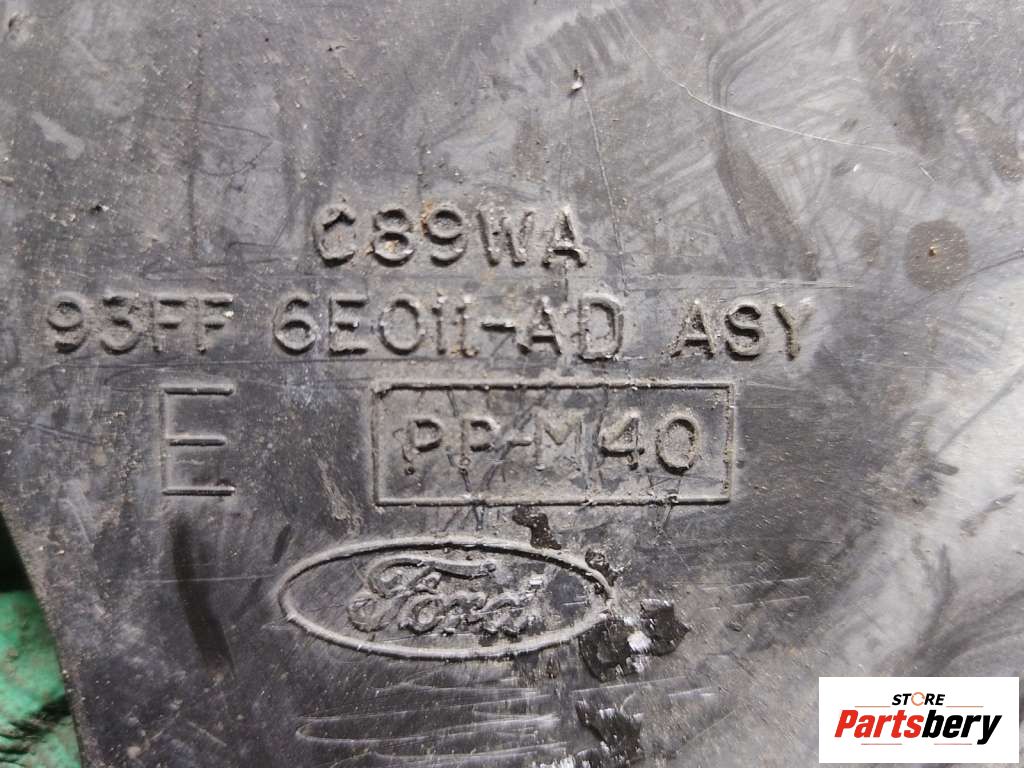 C89WA
93FF 6E011-AD ASY
E
PP-M40
Ford
STORE
Partsbery